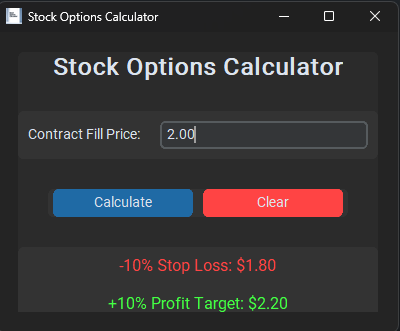 Stock Options Calculator
Stock Options Calculator
Contract Fill Price: 2.00
Calculate Clear
-10% Stop Loss: $1.80
+10% Profit Target: $2.20